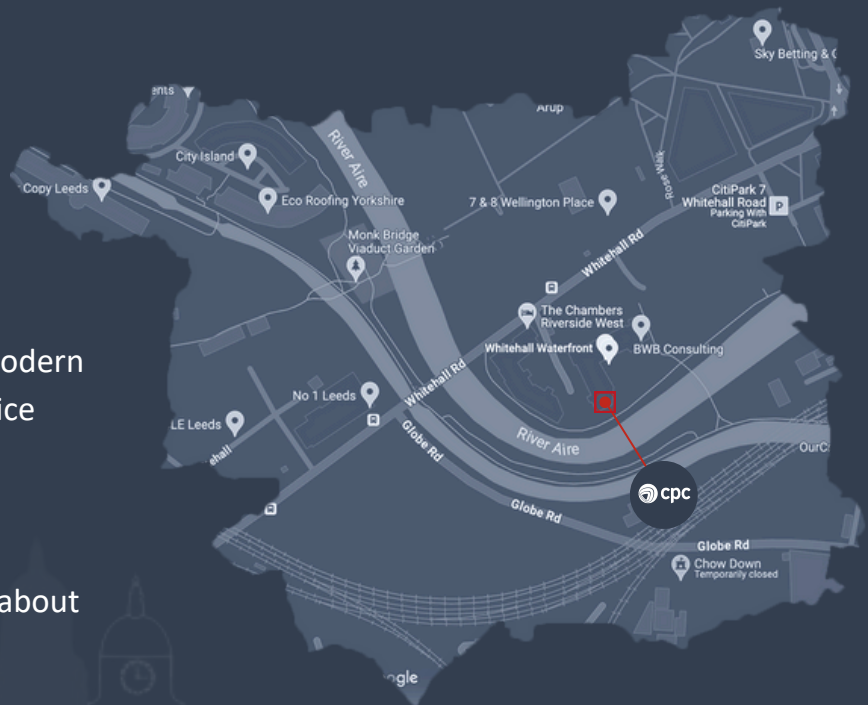 odern
ice
about
Sky Betting & G
ents
Arup
River Aire
City Island
Copy Leeds
Eco Roofing Yorkshire
7 & 8 Wellington Place
Rose Walk
CitiPark 7
Whitehall Road
Parking With
CitiPark
Monk Bridge
Viaduct Garden
Whitehall Rd
The Chambers
Riverside West
Whitehall Waterfront
BWB Consulting
Whitehall Rd
No 1 Leeds
LE Leeds
ehall
Globe Rd
River Aire
OurC
cpc
Globe Rd
Globe Rd
Chow Down
Temporarily closed
ogle
P